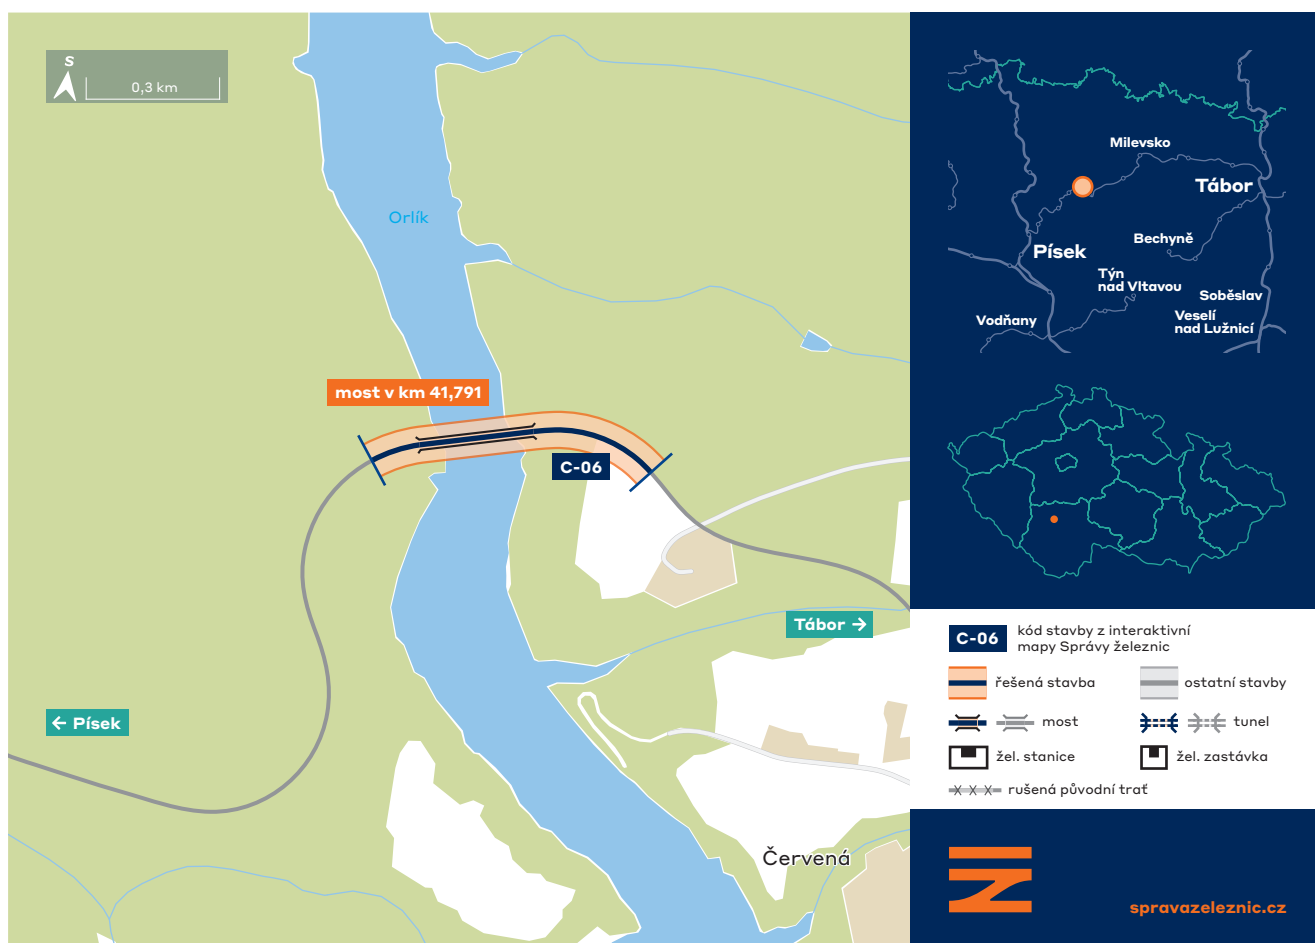 S
0,3 km
Orlík
most v km 41,791
C-06
Tábor →
← Písek
Červená
Milevsko
Tábor
Bechyně
Písek
Týn
nad Vltavou
Soběslav
Vodňany
Veselí
nad Lužnicí
C-06
kód stavby z interaktivní
mapy Správy železnic
řešená stavba
ostatní stavby
most
tunel
žel. stanice
žel. zastávka
rušená původní trať
spravazeleznic.cz